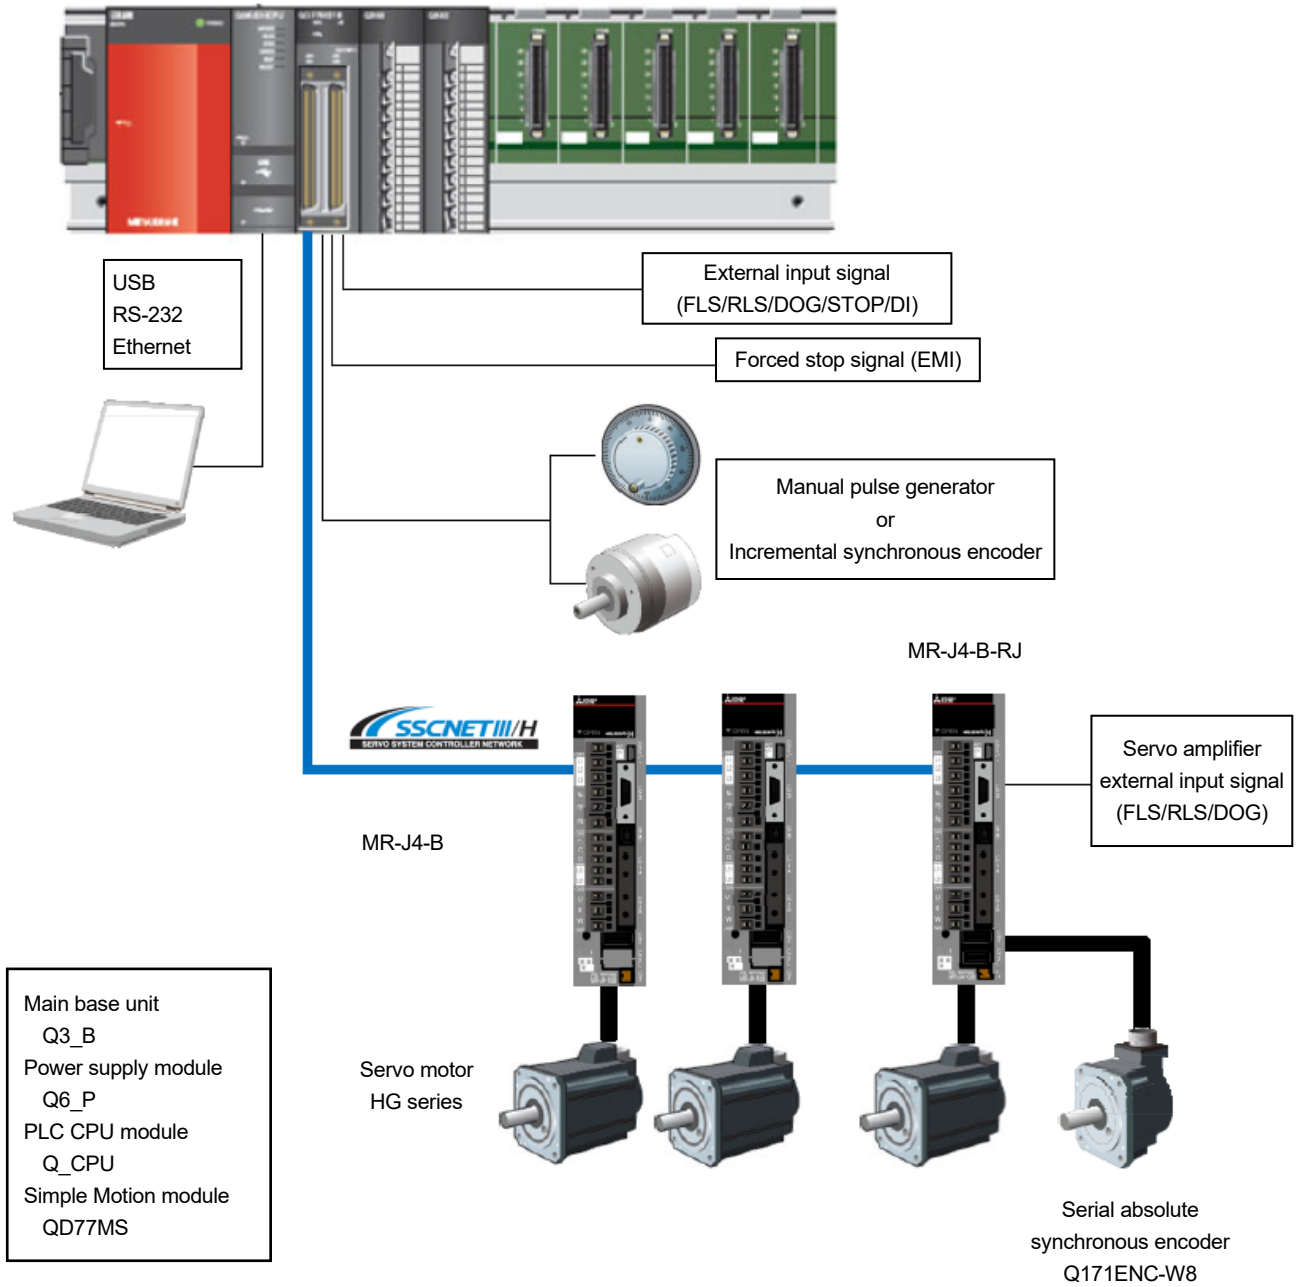 MITSUBISHI
USB
RS-232
Ethernet
External input signal
(FLS/RLS/DOG/STOP/DI)
Forced stop signal (EMI)
Manual pulse generator
or
Incremental synchronous encoder
MR-J4-B-RJ
SSCNET III/H
SERVO SYSTEM CONTROLLER NETWORK
Servo amplifier
external input signal
(FLS/RLS/DOG)
MR-J4-B
Main base unit
Q3_B
Power supply module
Q6_P
PLC CPU module
Q_CPU
Simple Motion module
QD77MS
Servo motor
HG series
Serial absolute
synchronous encoder
Q171ENC-W8